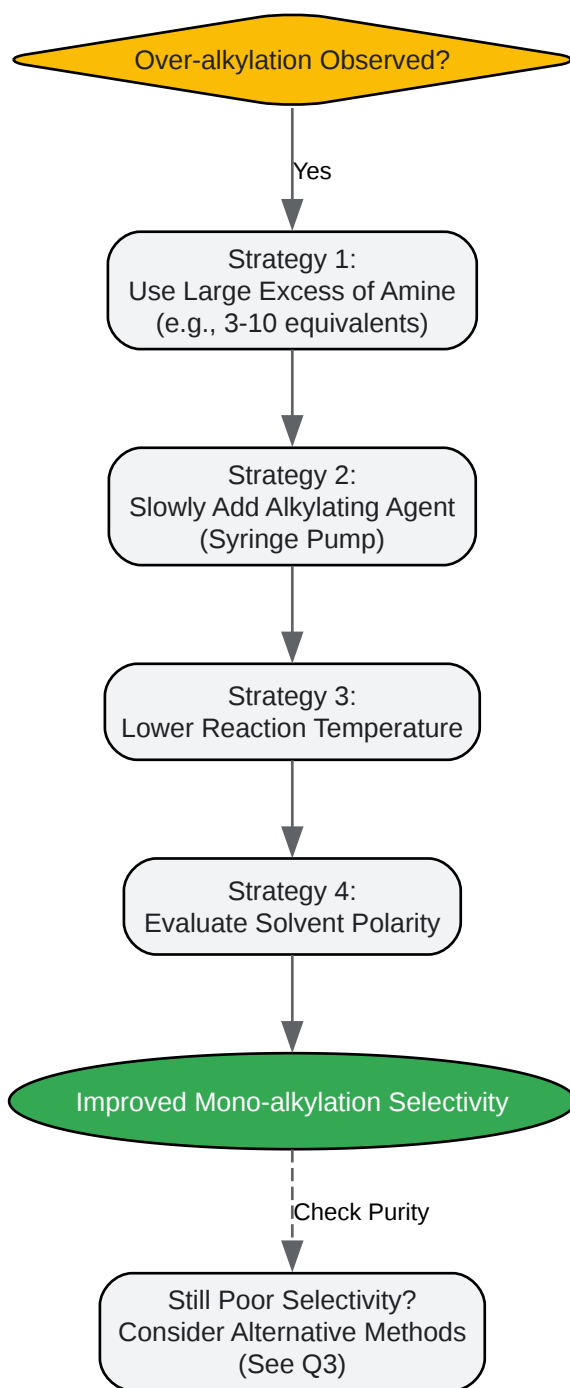 Over-alkylation Observed?
Yes
Strategy 1:
Use Large Excess of Amine
(e.g., 3-10 equivalents)
Strategy 2:
Slowly Add Alkylating Agent
(Syringe Pump)
Strategy 3:
Lower Reaction Temperature
Strategy 4:
Evaluate Solvent Polarity
Improved Mono-alkylation Selectivity
Check Purity
Still Poor Selectivity?
Consider Alternative Methods
(See Q3)